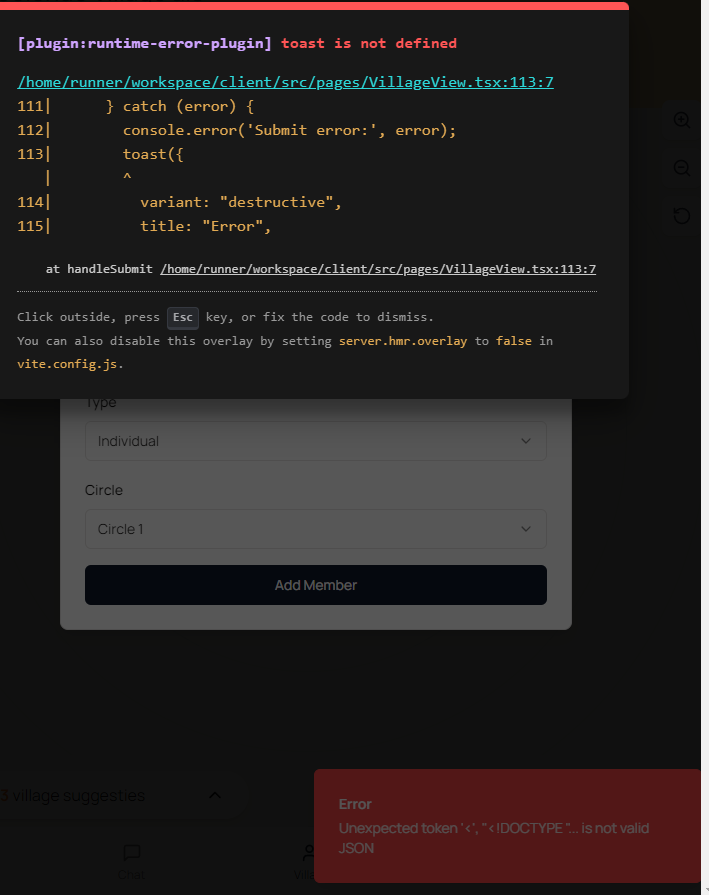 [plugin:runtime-error-plugin] toast is not defined
/home/runner/workspace/client/src/pages/VillageView.tsx:113:7
111|      } catch (error) {
112|        console.error('Submit error:', error);
113|        toast({
   |        ^
114|          variant: "destructive",
115|          title: "Error",
at handleSubmit /home/runner/workspace/client/src/pages/VillageView.tsx:113:7
Click outside, press Esc key, or fix the code to dismiss.
You can also disable this overlay by setting server.hmr.overlay to false in
vite.config.js.
Type
Individual
Circle
Circle 1
Add Member
3 village suggesties
Error
Unexpected token '<', "<!DOCTYPE "... is not valid
JSON
Chat